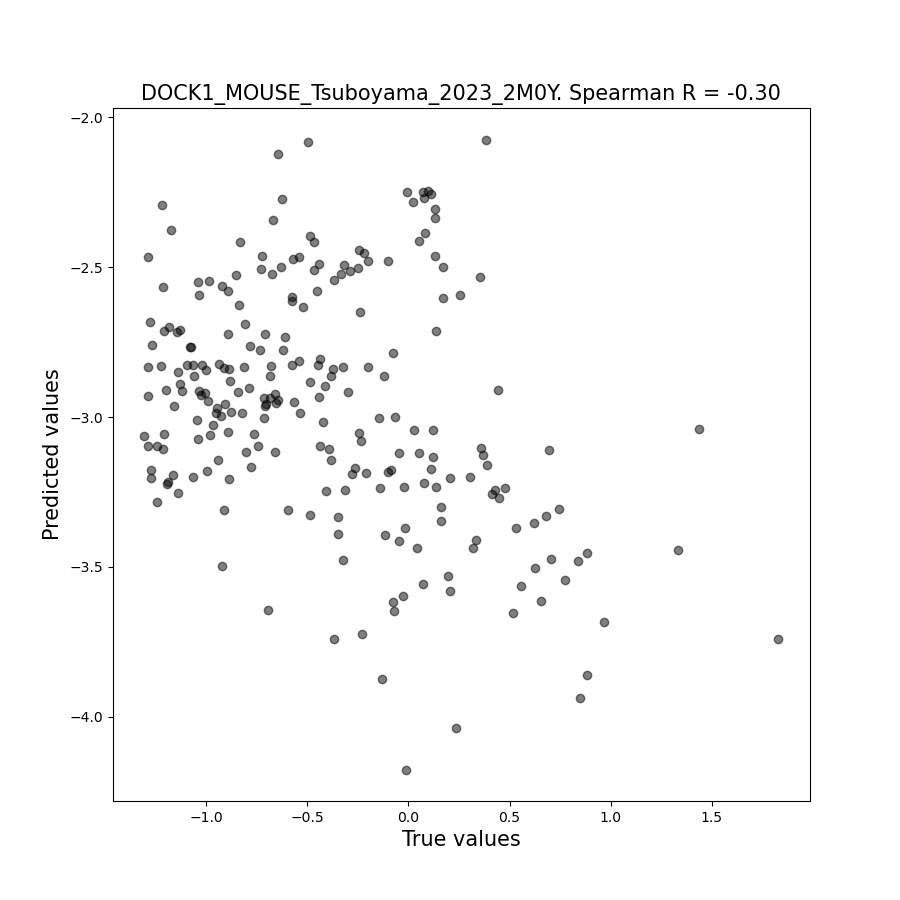 DOCK1_MOUSE_Tsuboyama_2023_2M0Y. Spearman R = -0.30
−2.0
−2.5
−3.0
−3.5
−4.0
Predicted values
−1.0 −0.5 0.0 0.5 1.0 1.5
True values